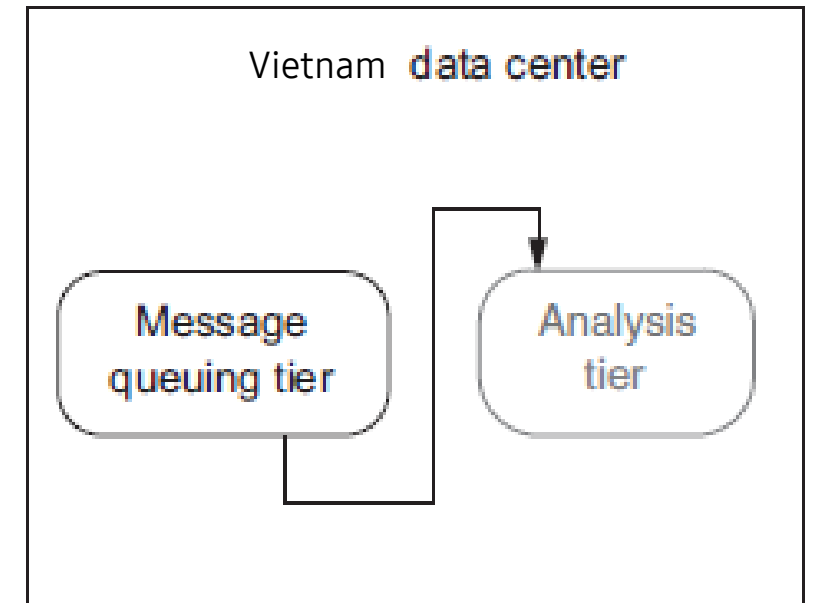 Vietnam data center
Message
queuing tier
Analysis
tier